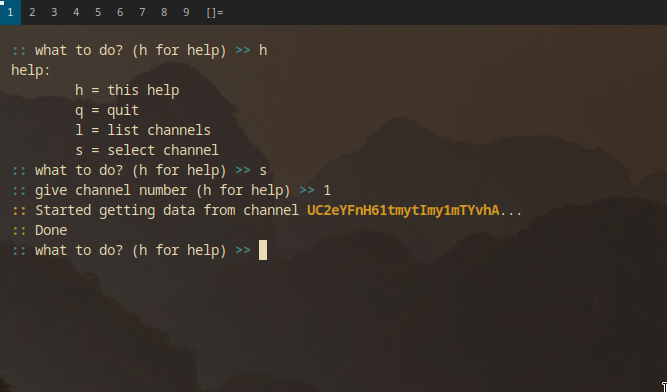 1 2 3 4 5 6 7 8 9 []=
:: what to do? (h for help) >> h
help:
h = this help
q = quit
l = list channels
s = select channel
:: what to do? (h for help) >> s
:: give channel number (h for help) >> 1
:: Started getting data from channel UC2eYFnH61tmytImy1mTYvhA...
:: Done
:: what to do? (h for help) >>